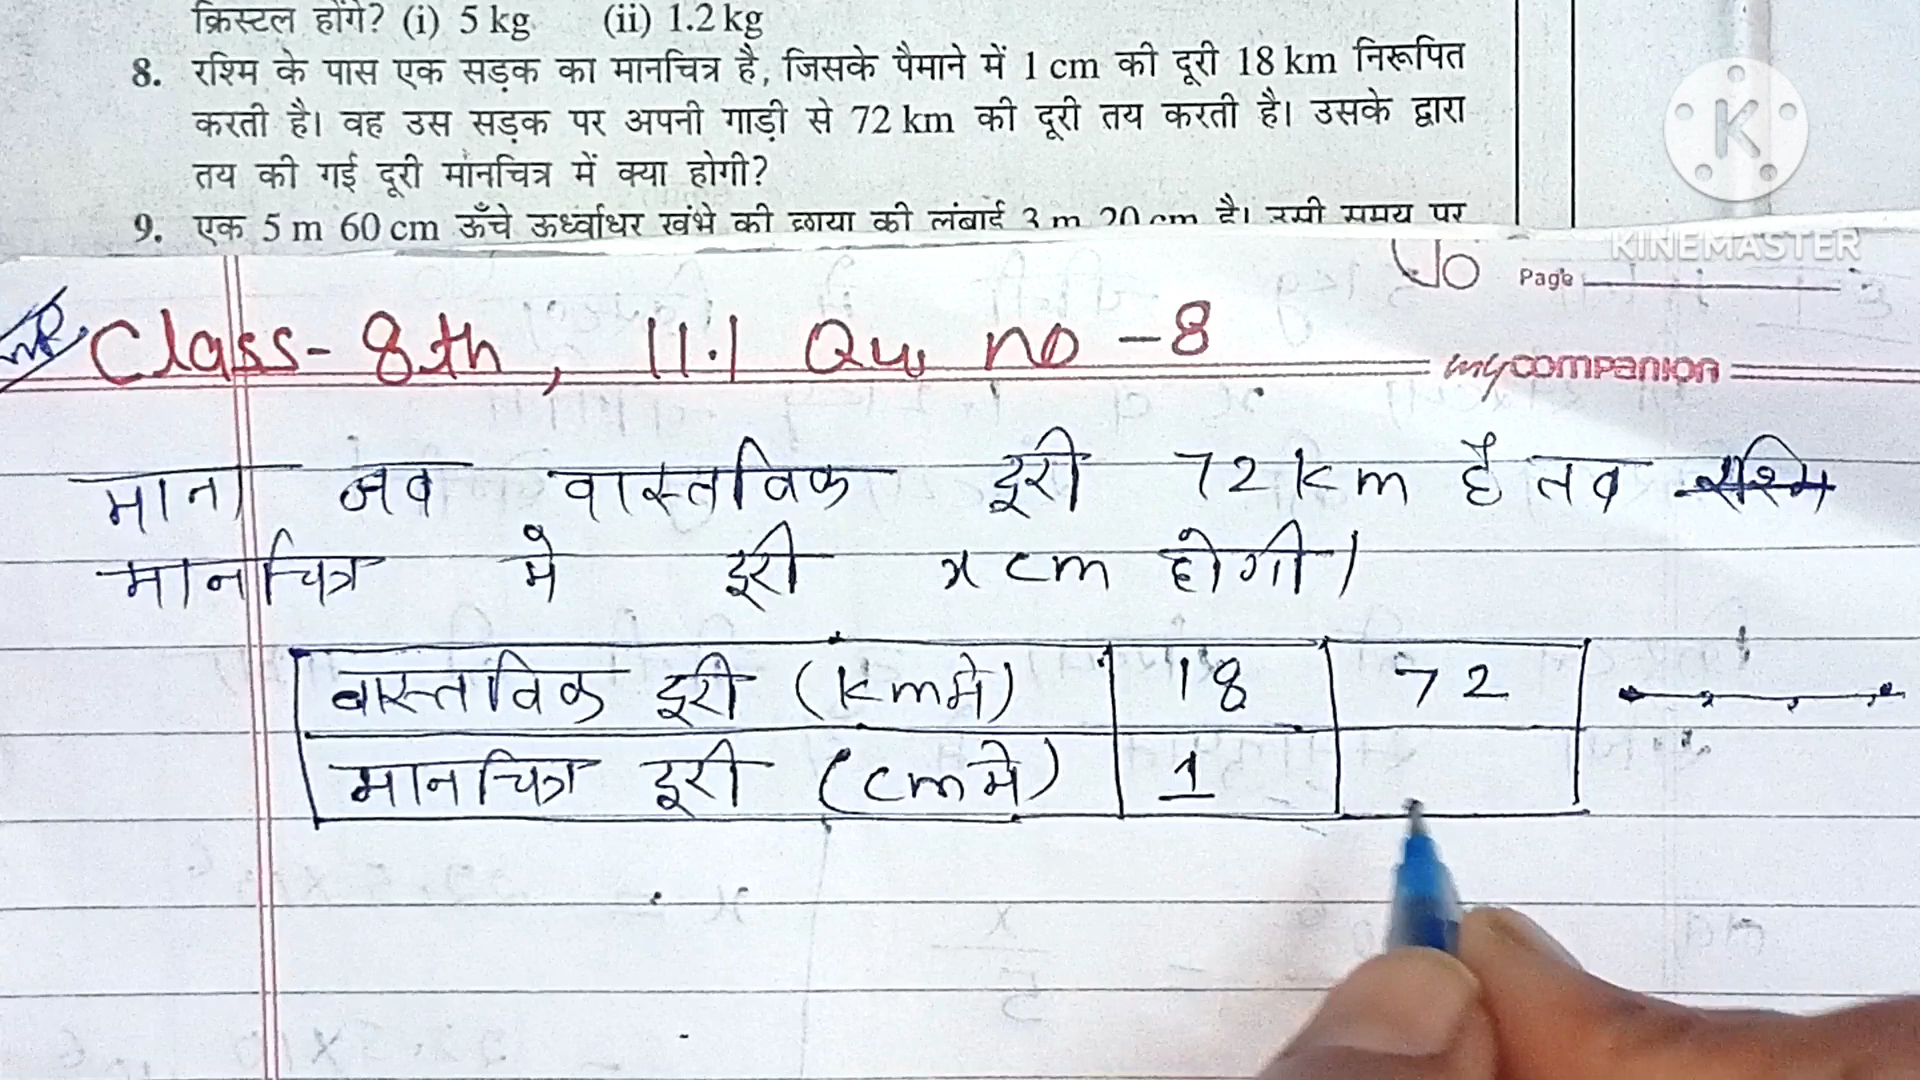 क्रिस्टल होंगे? (i) 5 kg (ii) 1.2 kg
8. रश्मि के पास एक सड़क का मानचित्र है, जिसके पैमाने में 1 cm की दूरी 18 km निरूपित
करती है। वह उस सड़क पर अपनी गाड़ी से 72 km की दूरी तय करती है। उसके द्वारा
तय की गई दूरी मानचित्र में क्या होगी?
9. एक 5 m 60 cm ऊँचे ऊर्ध्वाधर खंभे की छाया की लंबाई 3 m 20 cm है। उसी समय पर
K
KINEMASTER
Page
Class-8th, 11.1 Qu no -8
mycompanion
माना जब वास्तविक दूरी 72 km है तब रश्मि
मानचित्र मे दूरी x cm होगी।
वास्तविक दूरी (km मे) 18 72
मानचित्र दूरी (cm मे) 1